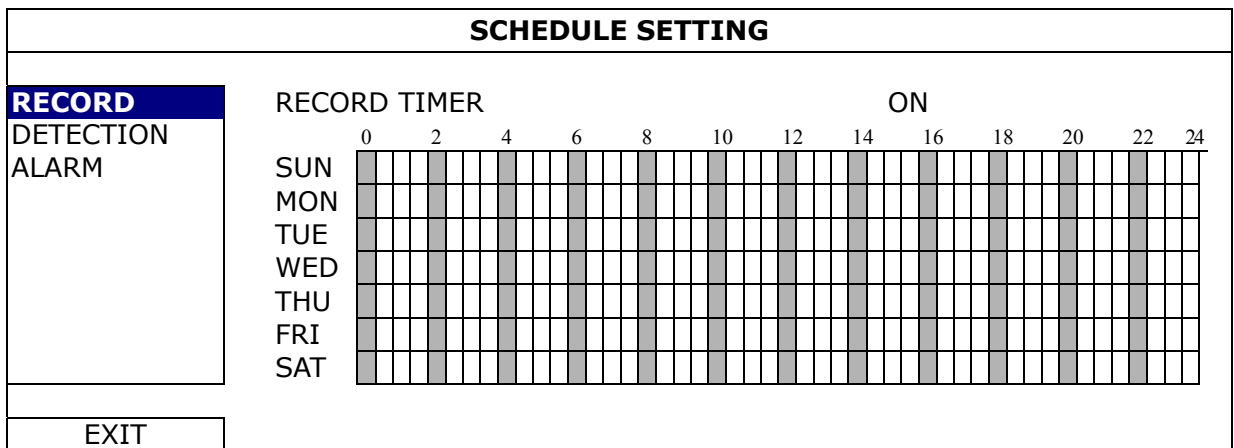 SCHEDULE SETTING
RECORD
RECORD TIMER ON
DETECTION
0 2 4 6 8 10 12 14 16 18 20 22 24
ALARM
SUN
MON
TUE
WED
THU
FRI
SAT
EXIT